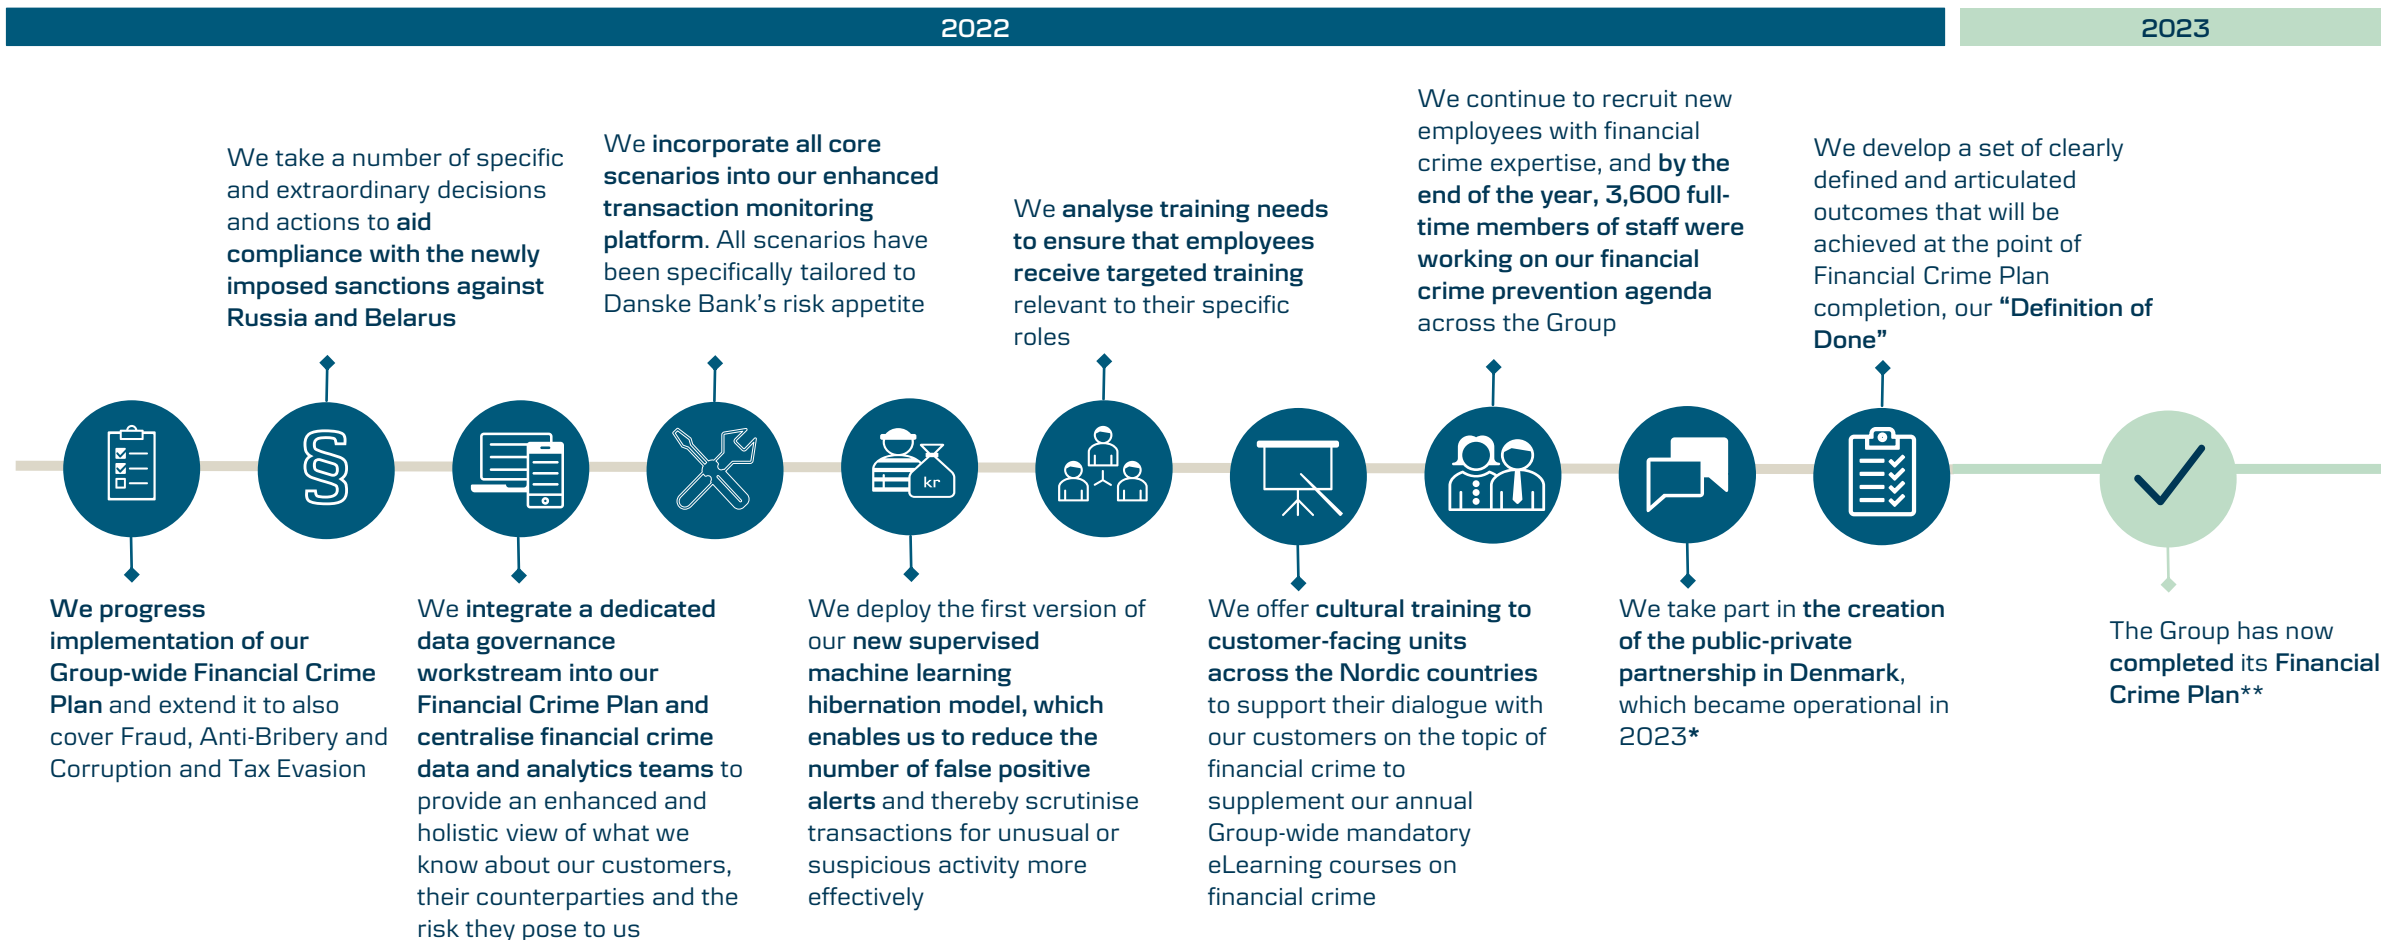 2022
2023
We progress
implementation of our
Group-wide Financial Crime
Plan and extend it to also
cover Fraud, Anti-Bribery and
Corruption and Tax Evasion
We take a number of specific
and extraordinary decisions
and actions to aid
compliance with the newly
imposed sanctions against
Russia and Belarus
We integrate a dedicated
data governance
workstream into our
Financial Crime Plan and
centralise financial crime
data and analytics teams to
provide an enhanced and
holistic view of what we
know about our customers,
their counterparties and the
risk they pose to us
We incorporate all core
scenarios into our enhanced
transaction monitoring
platform. All scenarios have
been specifically tailored to
Danske Bank’s risk appetite
kr
We deploy the first version of
our new supervised
machine learning
hibernation model, which
enables us to reduce the
number of false positive
alerts and thereby scrutinise
transactions for unusual or
suspicious activity more
effectively
We analyse training needs
to ensure that employees
receive targeted training
relevant to their specific
roles
We offer cultural training to
customer-facing units
across the Nordic countries
to support their dialogue with
our customers on the topic of
financial crime to
supplement our annual
Group-wide mandatory
eLearning courses on
financial crime
We continue to recruit new
employees with financial
crime expertise, and by the
end of the year, 3,600 full-
time members of staff were
working on our financial
crime prevention agenda
across the Group
We take part in the creation
of the public-private
partnership in Denmark,
which became operational in
2023*
We develop a set of clearly
defined and articulated
outcomes that will be
achieved at the point of
Financial Crime Plan
completion, our “Definition of
Done”
The Group has now
completed its Financial
Crime Plan**